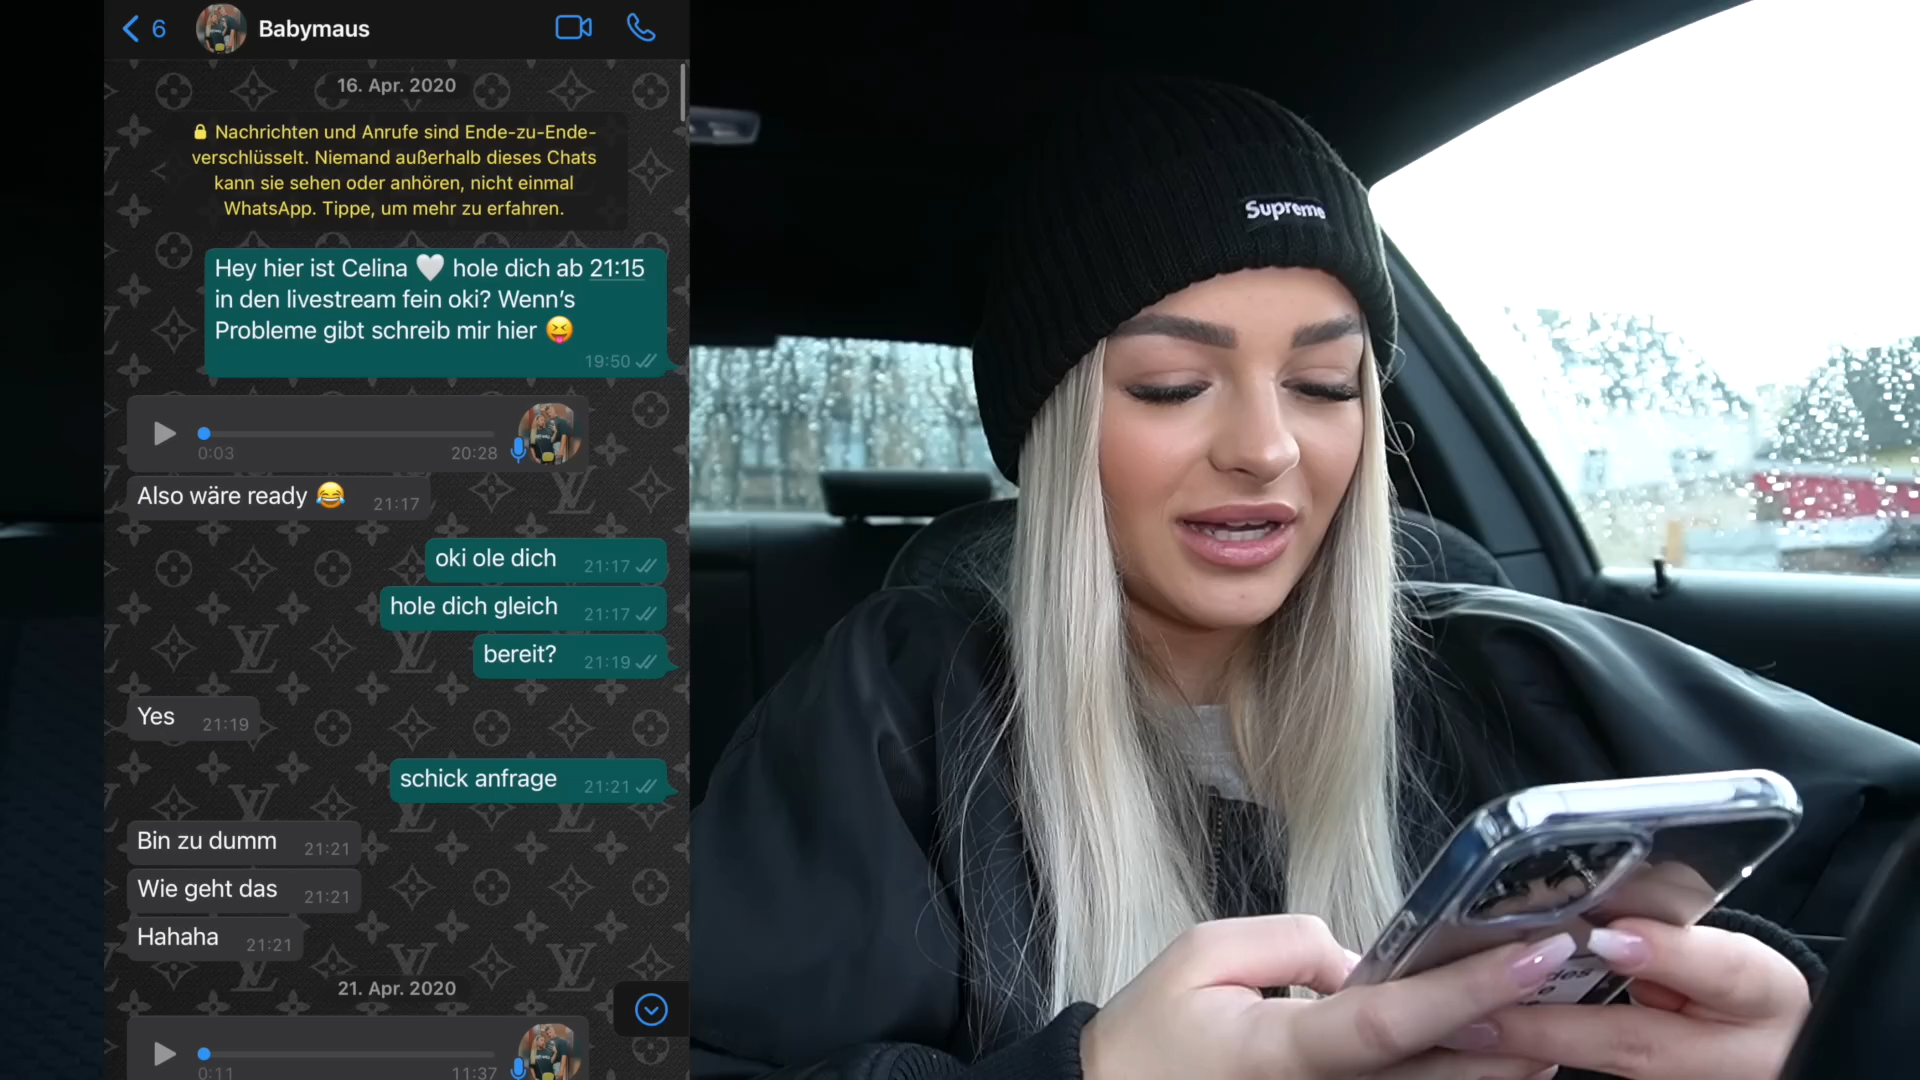 6 Babymaus
16. Apr. 2020
Nachrichten und Anrufe sind Ende-zu-Ende-
verschlüsselt. Niemand außerhalb dieses Chats
kann sie sehen oder anhören, nicht einmal
WhatsApp. Tippe, um mehr zu erfahren.
Hey hier ist Celina 🤍 hole dich ab 21:15
in den livestream fein oki? Wenn’s
Probleme gibt schreib mir hier 😝
19:50
0:03 20:28
Also wäre ready 😂 21:17
oki ole dich 21:17
hole dich gleich 21:17
bereit? 21:19
Yes 21:19
schick anfrage 21:21
Bin zu dumm 21:21
Wie geht das 21:21
Hahaha 21:21
21. Apr. 2020
0:11 11:37
Supreme